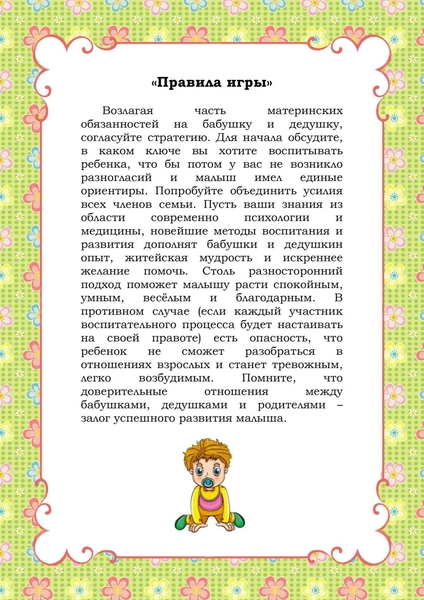 «Правила игры»
Возлагая часть материнских
обязанностей на бабушку и дедушку,
согласуйте стратегию. Для начала обсудите,
в каком ключе вы хотите воспитывать
ребенка, что бы потом у вас не возникло
разногласий и малыш имел единые
ориентиры. Попробуйте объединить усилия
всех членов семьи. Пусть ваши знания из
области современно психологии и
медицины, новейшие методы воспитания и
развития дополнят бабушки и дедушкин
опыт, житейская мудрость и искреннее
желание помочь. Столь разносторонний
подход поможет малышу расти спокойным,
умным, весёлым и благодарным. В
противном случае (если каждый участник
воспитательного процесса будет настаивать
на своей правоте) есть опасность, что
ребенок не сможет разобраться в
отношениях взрослых и станет тревожным,
легко возбудимым. Помните, что
доверительные отношения между
бабушками, дедушками и родителями –
залог успешного развития малыша.